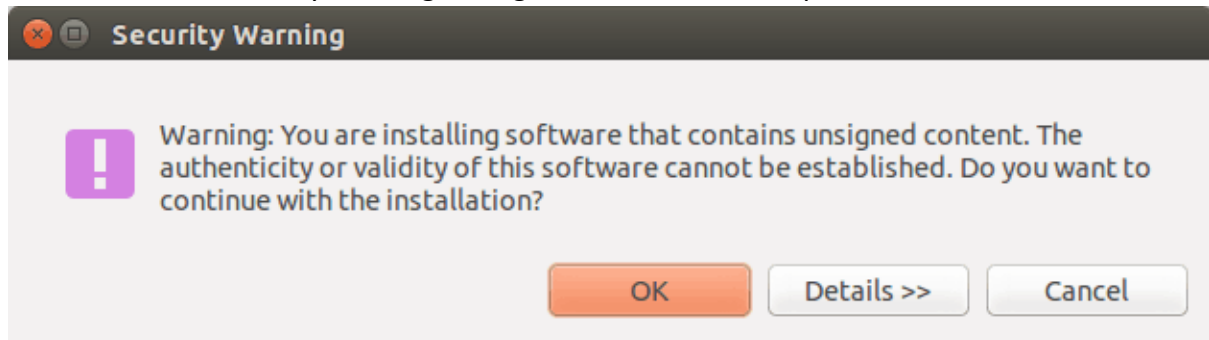 Security Warning
Warning: You are installing software that contains unsigned content. The
authenticity or validity of this software cannot be established. Do you want to
continue with the installation?
OK
Details >>
Cancel